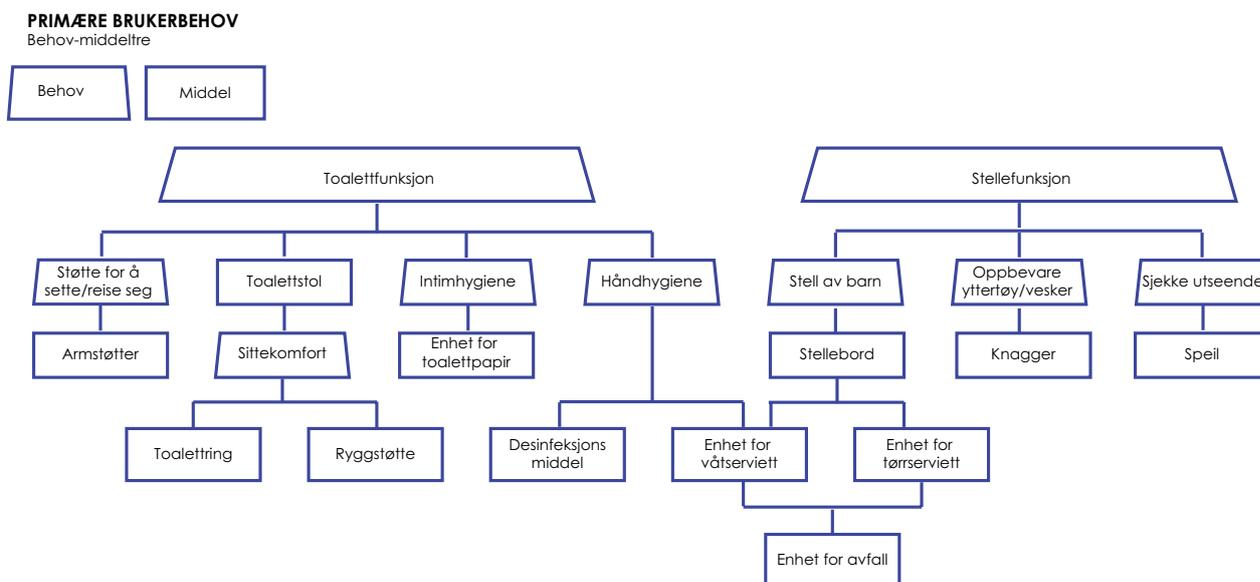 PRIMÆRE BRUKERBEHOV
Behov-middeltre
Behov
Middel
Toalettfunksjon
Stellefunksjon
Støtte for å
sette/reise seg
Toalettstol
Intimhygiene
Håndhygiene
Stell av barn
Oppbevare
yttertøy/vesker
Sjekke utseende
Armstøtter
Sittekomfort
Enhet for
toalettpapir
Stellebord
Knagger
Speil
Toalettring
Ryggstøtte
Desinfeksjons
middel
Enhet for
våtserviett
Enhet for
tørrserviett
Enhet for avfall